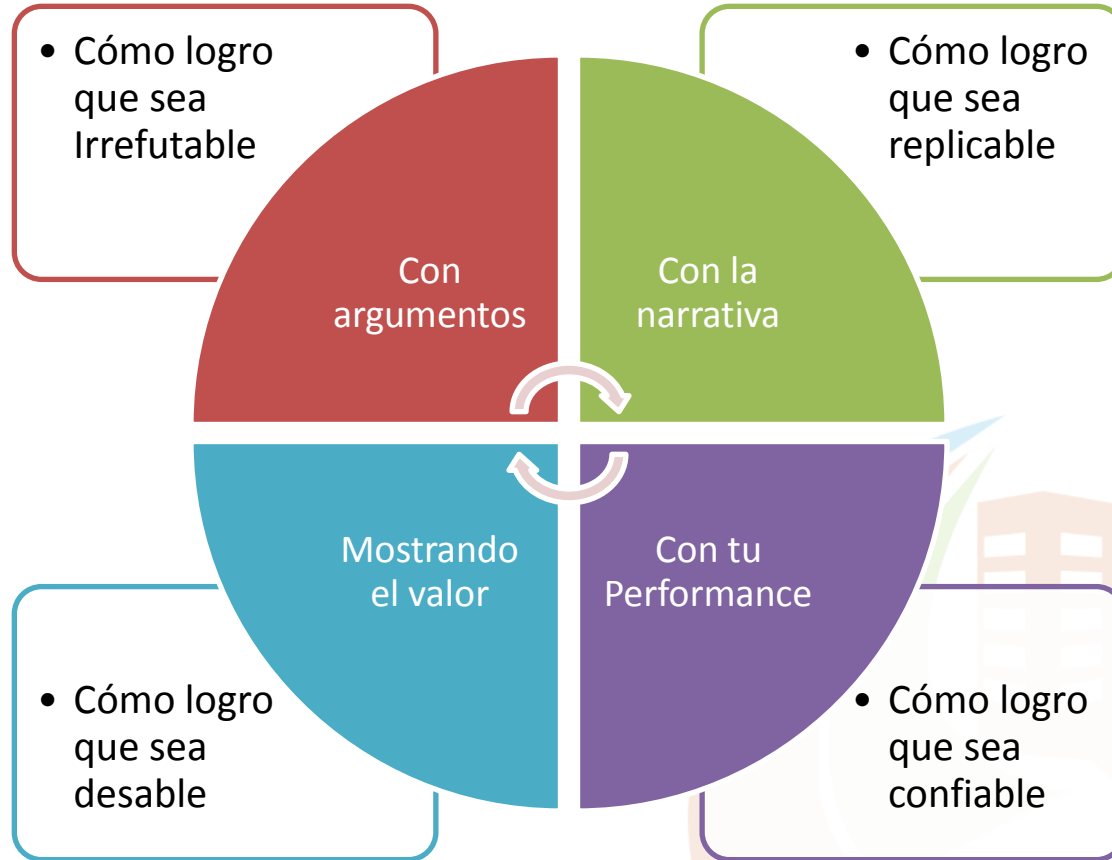 • Cómo logro
que sea
Irrefutable
• Cómo logro
que sea
replicable
Con
argumentos
Con la
narrativa
Mostrando
el valor
Con tu
Performance
• Cómo logro
que sea
desable
• Cómo logro
que sea
confiable